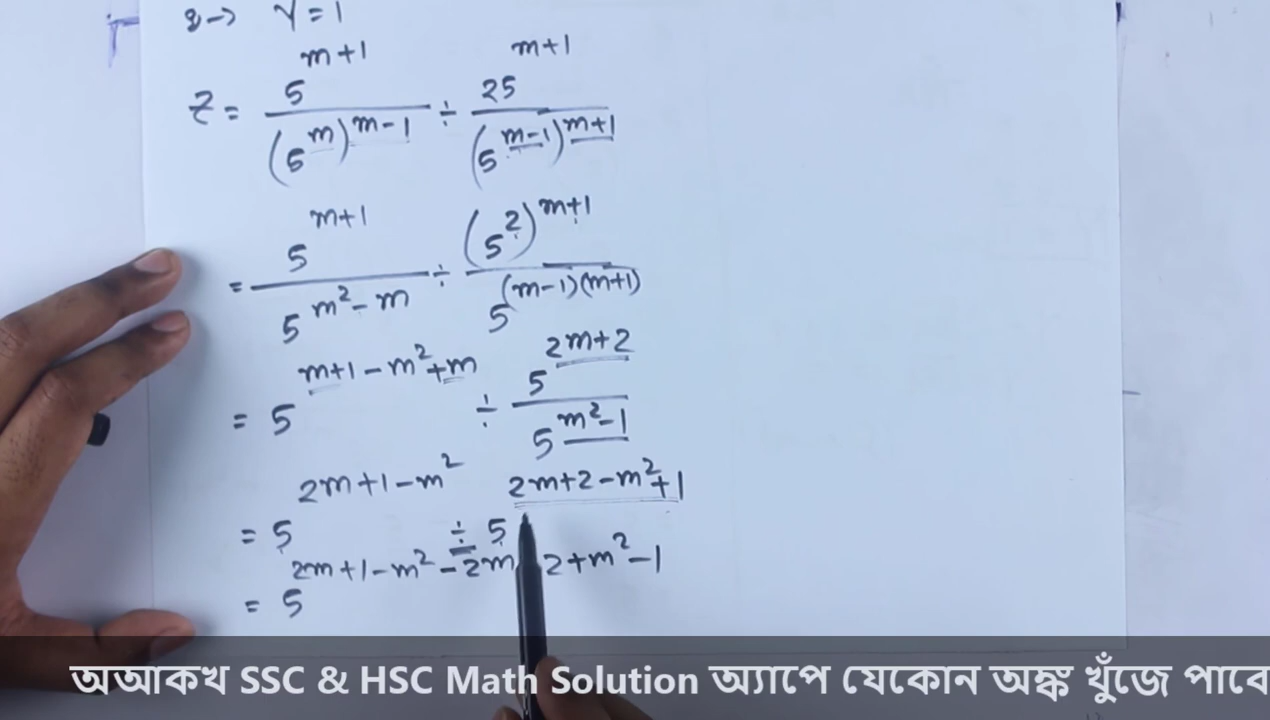 ২→ Y = 1
Z = 5^(m+1) / (5^m)^(m-1) ÷ 25^(m+1) / (5^(m-1))^(m+1)
= 5^(m+1) / 5^(m²-m) ÷ (5²)^(m+1) / 5^((m-1)(m+1))
= 5^(m+1-m²+m) ÷ 5^(2m+2) / 5^(m²-1)
= 5^(2m+1-m²) ÷ 5^(2m+2-m²+1)
= 5^(2m+1-m²-2m 2+m²-1)
অআকখ SSC & HSC Math Solution অ্যাপে যেকোন অঙ্ক খুঁজে পাবে